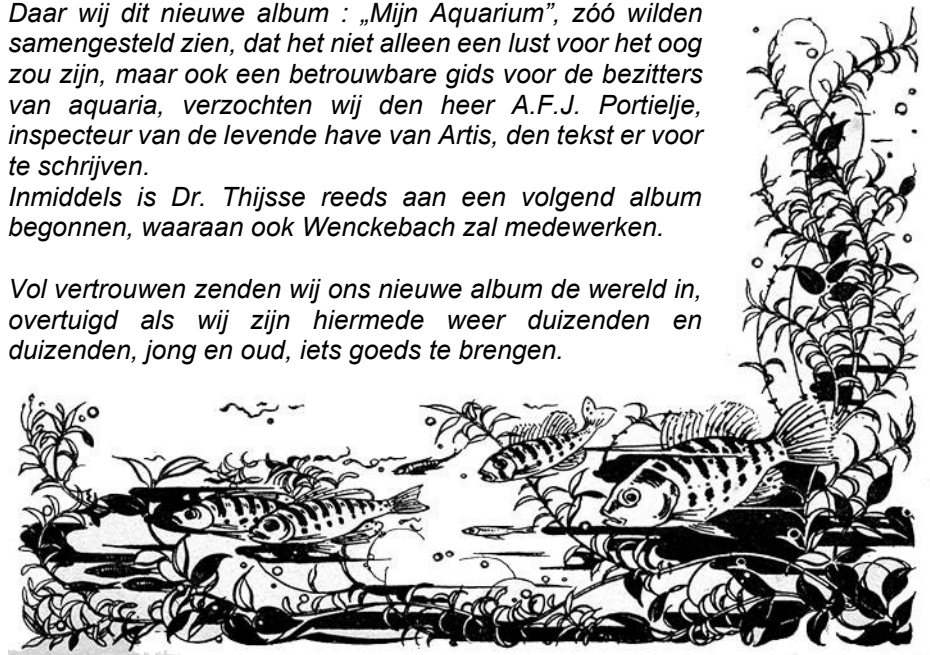 Daar wij dit nieuwe album : „Mijn Aquarium”, zóó wilden
samengesteld zien, dat het niet alleen een lust voor het oog
zou zijn, maar ook een betrouwbare gids voor de bezitters
van aquaria, verzochten wij den heer A.F.J. Portielje,
inspecteur van de levende have van Artis, den tekst er voor
te schrijven.
Inmiddels is Dr. Thijsse reeds aan een volgend album
begonnen, waaraan ook Wenckebach zal medewerken.
Vol vertrouwen zenden wij ons nieuwe album de wereld in,
overtuigd als wij zijn hiermede weer duizenden en
duizenden, jong en oud, iets goeds te brengen.